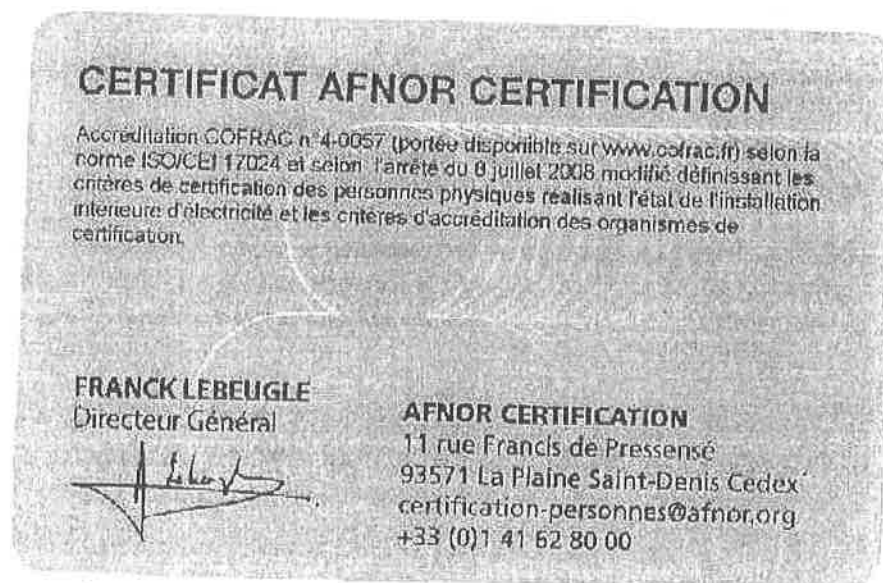 CERTIFICAT AFNOR CERTIFICATION
Accréditation COFRAC n°4-0057 (portée disponible sur www.cofrac.fr) selon la
norme ISO/CEI 17024 et selon l'arrêté du 8 juillet 2008 modifié définissant les
critères de certification des personnes physiques réalisant l'état de l'installation
intérieure d'électricité et les critères d'accréditation des organismes de
certification.
FRANCK LEBEUGLE
Directeur Général
AFNOR CERTIFICATION
11 rue Francis de Pressensé
93571 La Plaine Saint-Denis Cedex
certification-personnes@afnor.org
+33 (0)1 41 62 80 00